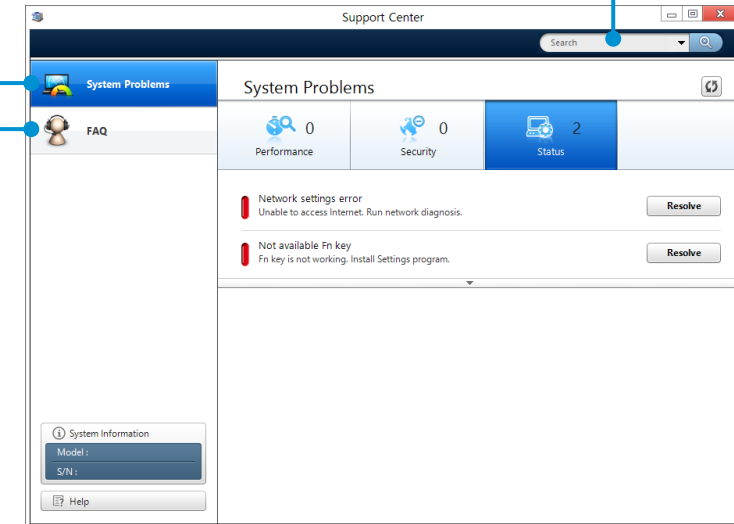 Support Center
Search
System Problems
FAQ
System Problems
0
Performance
0
Security
2
Status
Network settings error
Unable to access Internet. Run network diagnosis.
Resolve
Not available Fn key
Fn key is not working. Install Settings program.
Resolve
System Information
Model :
S/N :
Help